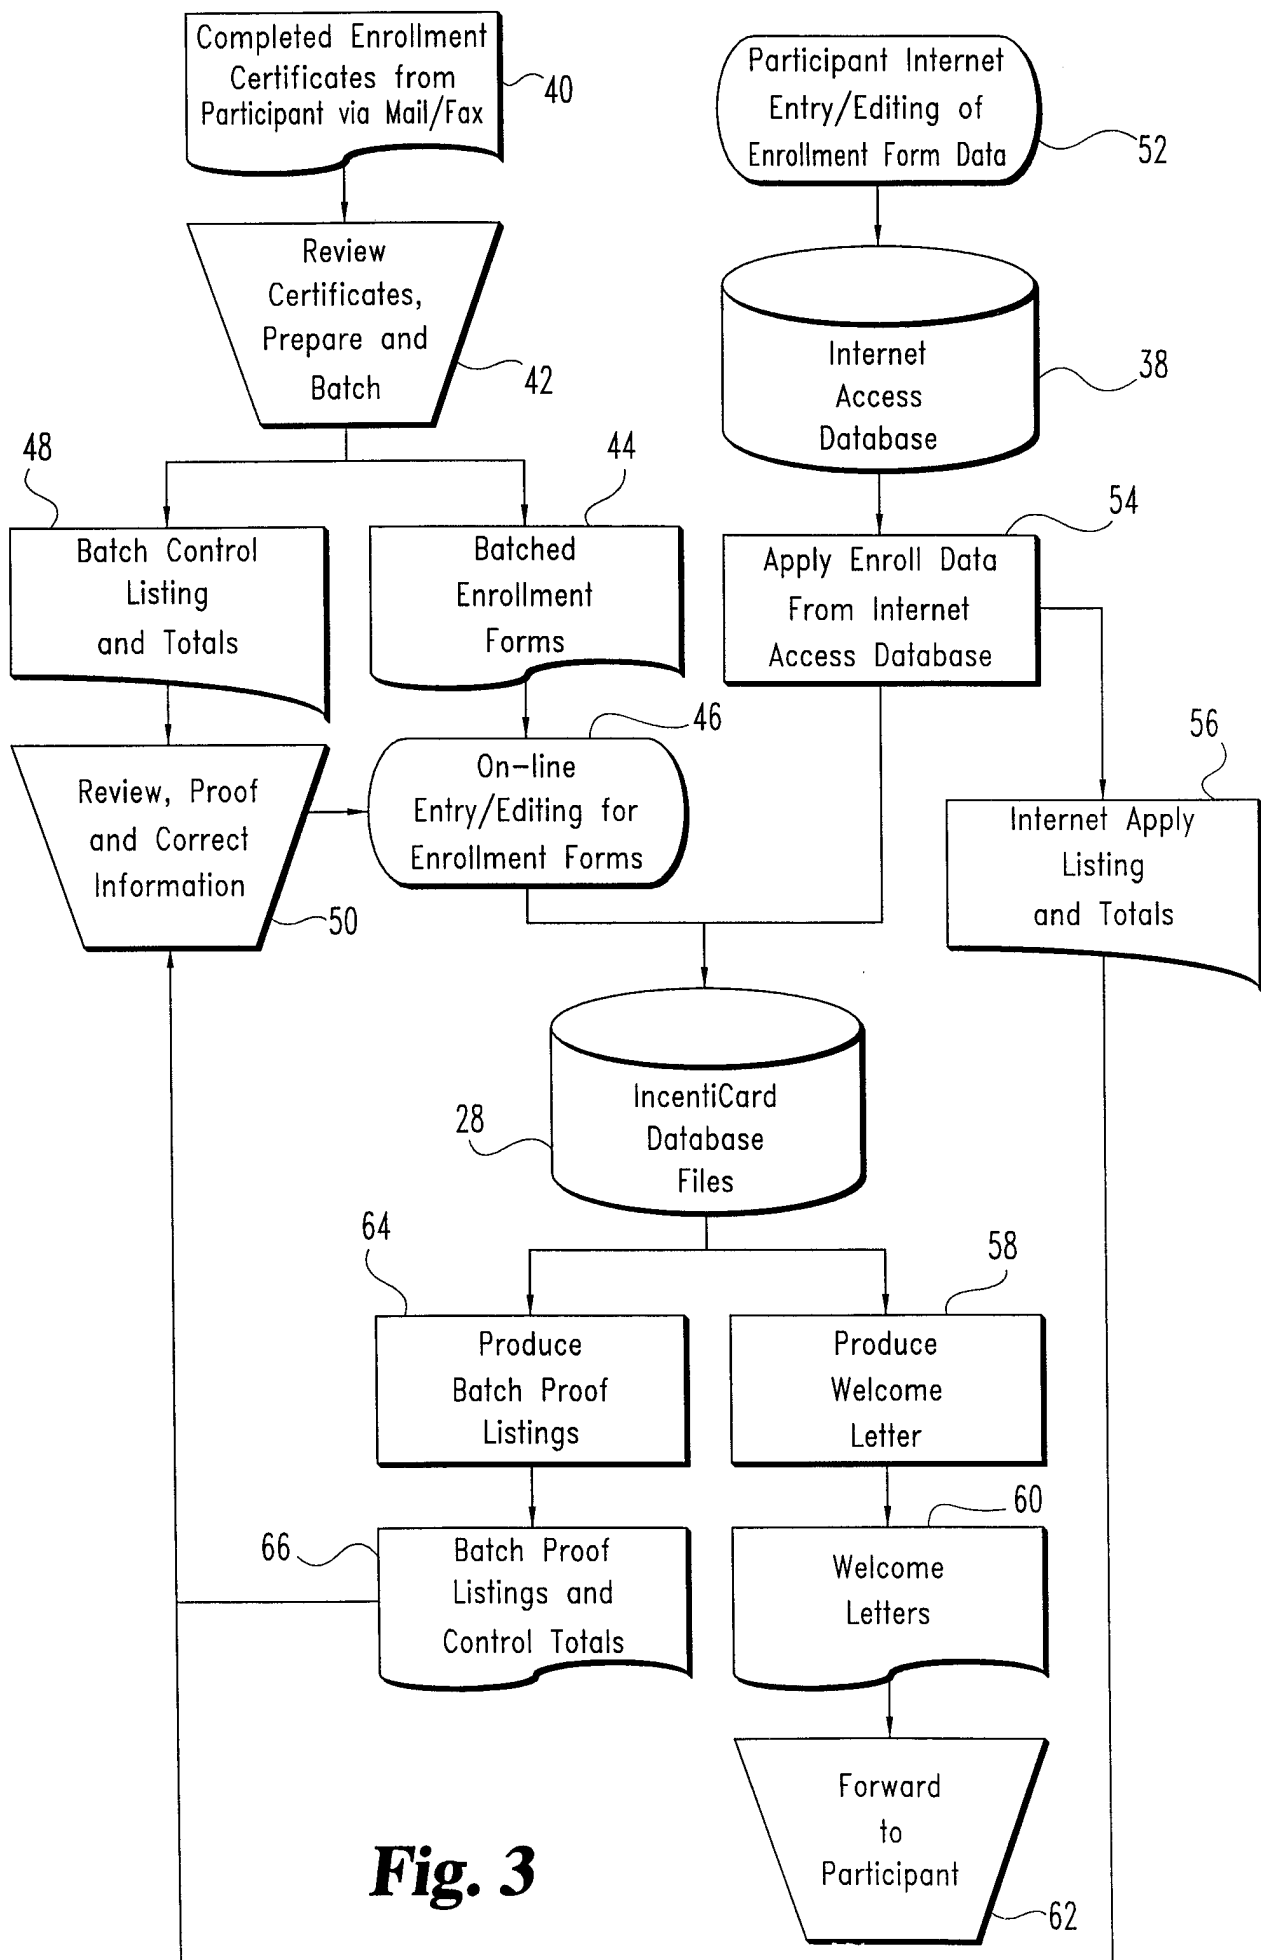 Completed Enrollment
Certificates from
Participant via Mail/Fax
40
Participant Internet
Entry/Editing of
Enrollment Form Data
52
Review
Certificates,
Prepare and
Batch
42
Internet
Access
Database
38
48
Batch Control
Listing
and Totals
44
Batched
Enrollment
Forms
54
Apply Enroll Data
From Internet
Access Database
Review, Proof
and Correct
Information
50
46
On-line
Entry/Editing for
Enrollment Forms
56
Internet Apply
Listing
and Totals
28
IncentiCard
Database
Files
64
Produce
Batch Proof
Listings
58
Produce
Welcome
Letter
66
Batch Proof
Listings and
Control Totals
60
Welcome
Letters
Forward
to
Participant
62
Fig. 3